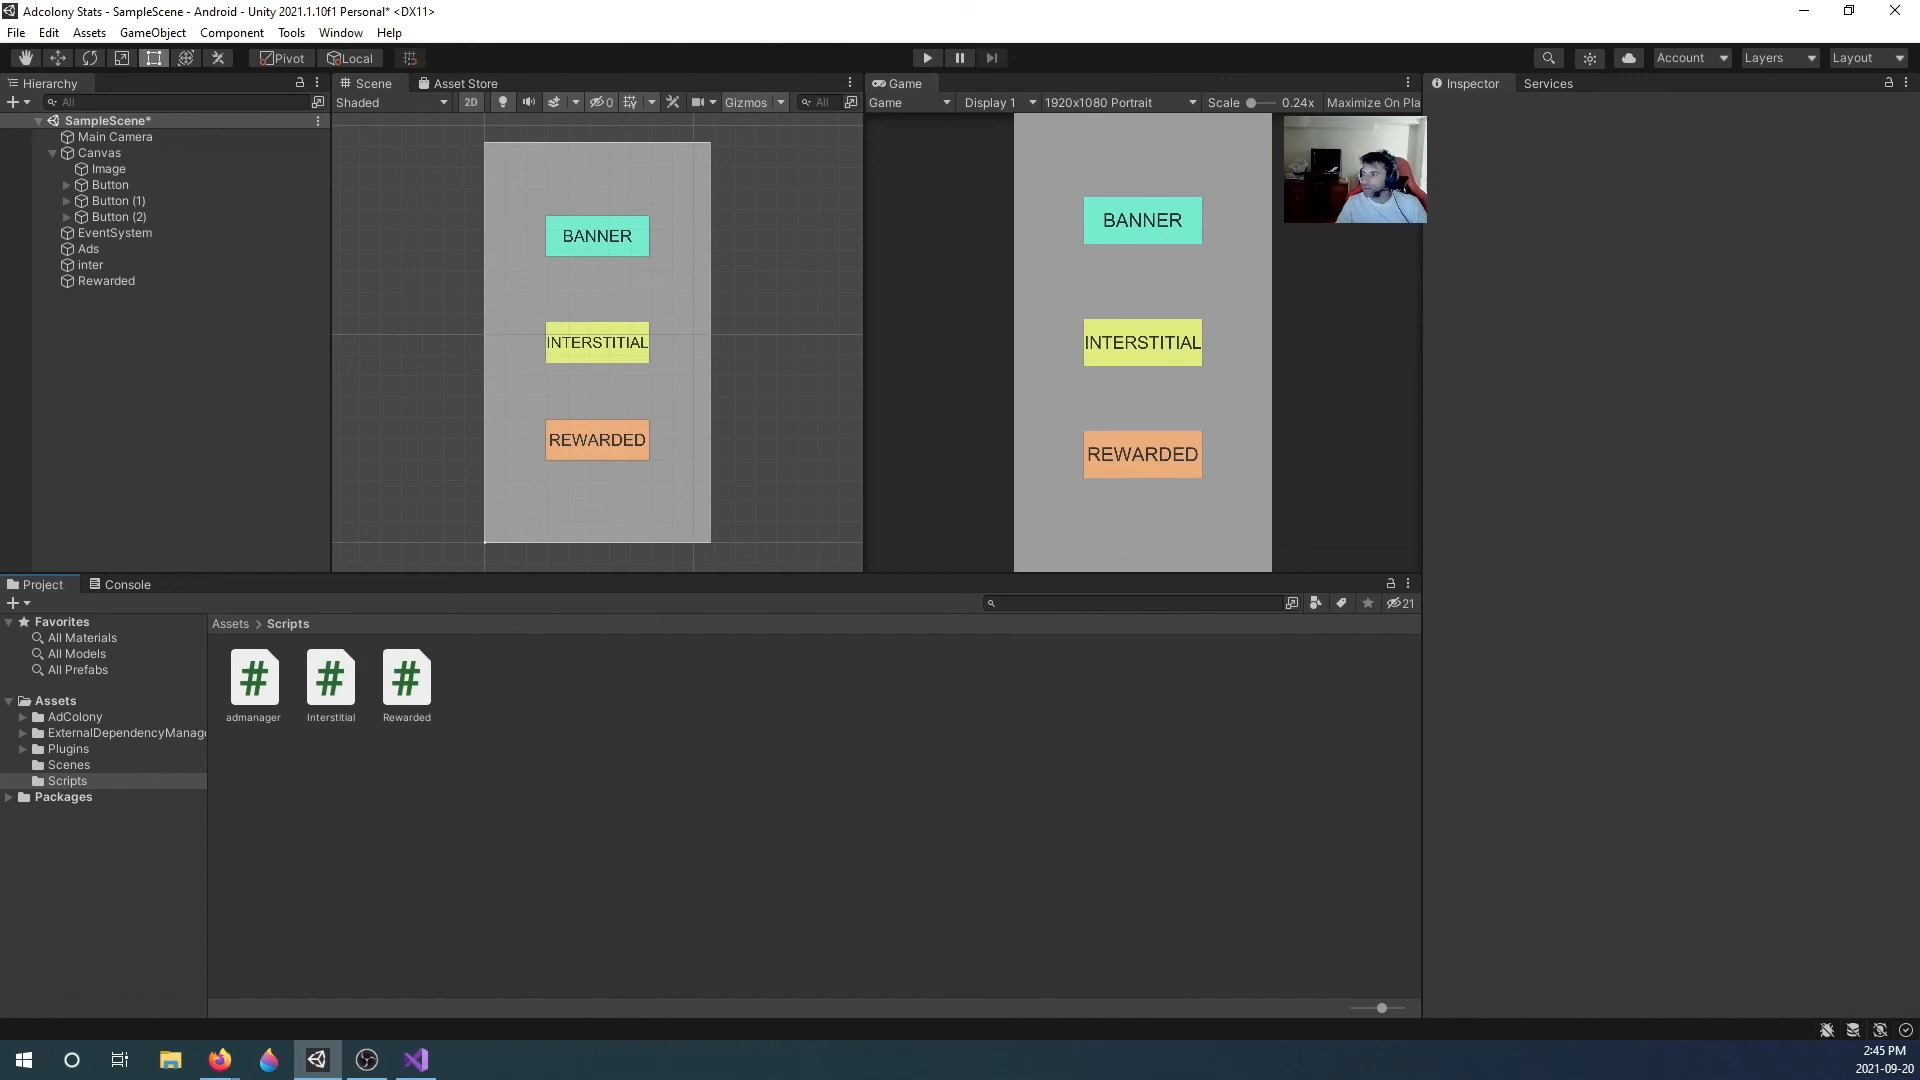 Adcolony Stats - SampleScene - Android - Unity 2021.1.10f1 Personal* <DX11>
File Edit Assets GameObject Component Tools Window Help
Pivot Local
Account Layers Layout
Hierarchy
All
SampleScene*
Main Camera
Canvas
Image
Button
Button (1)
Button (2)
EventSystem
Ads
inter
Rewarded
Scene Asset Store
Shaded 2D 0 Gizmos All
BANNER
INTERSTITIAL
REWARDED
Game
Game Display 1 1920x1080 Portrait Scale 0.24x Maximize On Pla
BANNER
INTERSTITIAL
REWARDED
Inspector Services
Project Console
21
Favorites
All Materials
All Models
All Prefabs
Assets
AdColony
ExternalDependencyManage
Plugins
Scenes
Scripts
Packages
Assets > Scripts
# # #
admanager Interstitial Rewarded
2:45 PM
2021-09-20